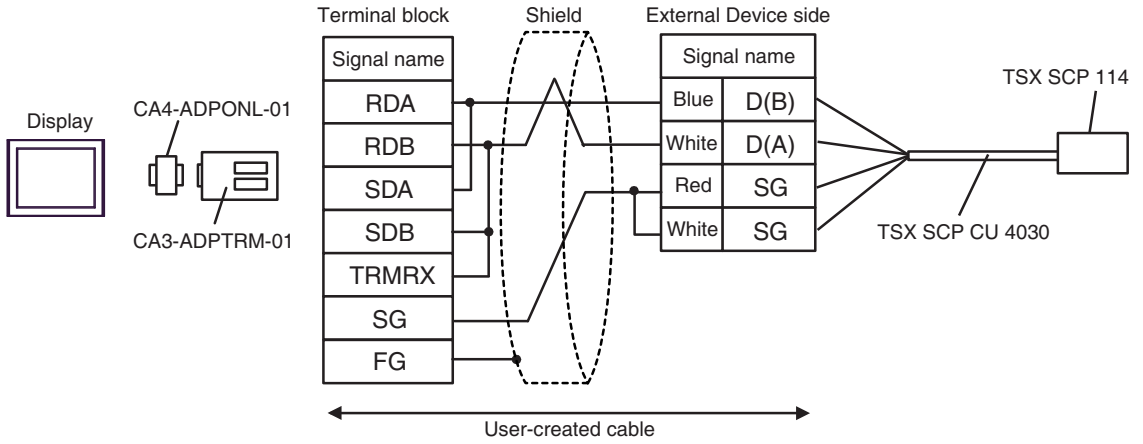 Terminal block
Shield
External Device side
Display
CA4-ADPONL-01
CA3-ADPTRM-01
Signal name
RDA
RDB
SDA
SDB
TRMRX
SG
FG
Signal name
Blue D(B)
White D(A)
Red SG
White SG
TSX SCP 114
TSX SCP CU 4030
User-created cable